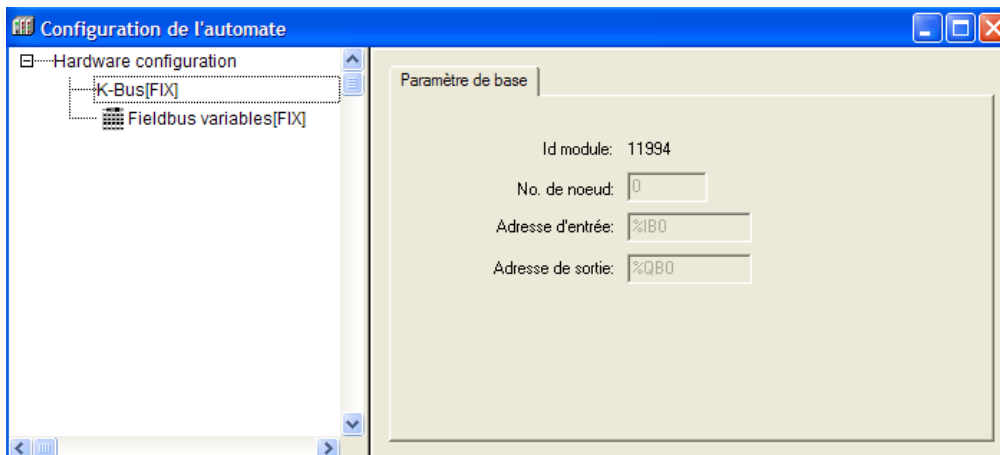 Configuration de l'automate
Hardware configuration
K-Bus[FIX]
Fieldbus variables[FIX]
Paramètre de base
Id module: 11994
No. de noeud: 0
Adresse d'entrée: %IB0
Adresse de sortie: %QB0